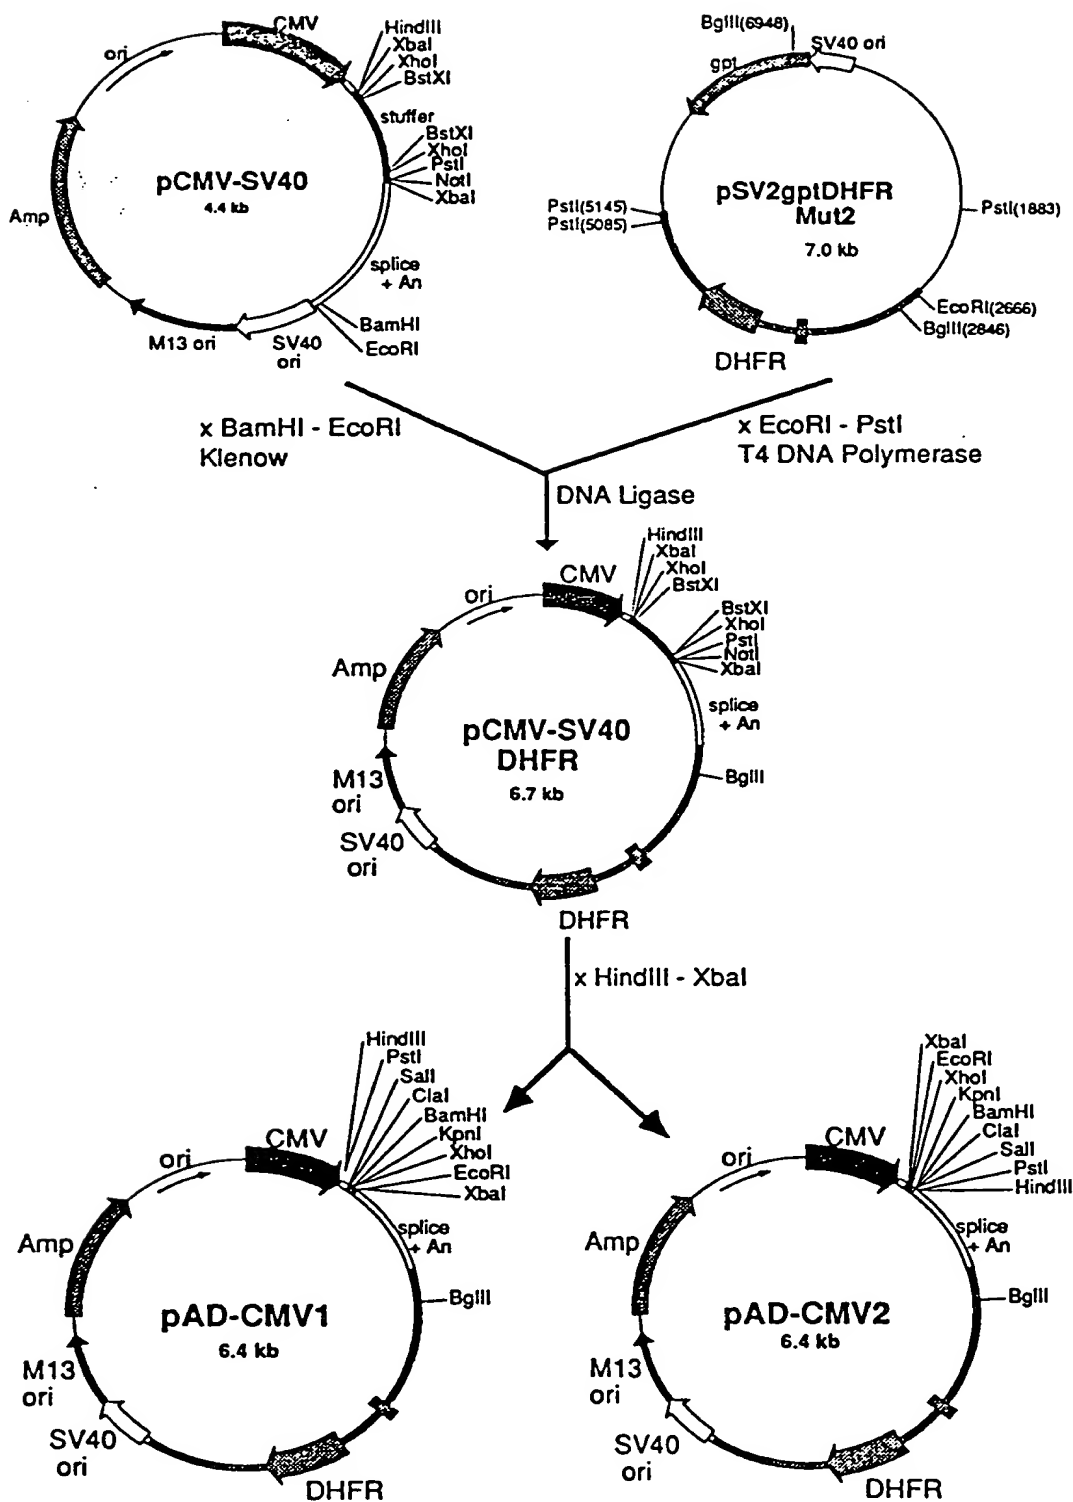 CMV
HindIII
XbaI
XhoI
BstXI
ori
stuffer
BstXI
XhoI
PstI
NotI
XbaI
pCMV-SV40
4.4 kb
Amp
splice
+ An
BamHI
EcoRI
M13 ori
SV40
ori
BglII(6948)
SV40 ori
gpt
pSV2gptDHFR
Mut2
7.0 kb
PstI(5145)
PstI(5085)
PstI(1883)
EcoRI(2666)
BglII(2846)
DHFR
x BamHI - EcoRI
Klenow
x EcoRI - PstI
T4 DNA Polymerase
DNA Ligase
HindIII
XbaI
XhoI
BstXI
CMV
ori
BstXI
XhoI
PstI
NotI
XbaI
Amp
splice
+ An
pCMV-SV40
DHFR
6.7 kb
BglII
M13
ori
SV40
ori
DHFR
x HindIII - XbaI
HindIII
PstI
SalI
ClaI
BamHI
KpnI
XhoI
EcoRI
XbaI
CMV
ori
Amp
splice
+ An
pAD-CMV1
6.4 kb
BglII
M13
ori
SV40
ori
DHFR
XbaI
EcoRI
XhoI
KpnI
BamHI
ClaI
SalI
PstI
HindIII
CMV
ori
Amp
splice
+ An
pAD-CMV2
6.4 kb
BglII
M13
ori
SV40
ori
DHFR